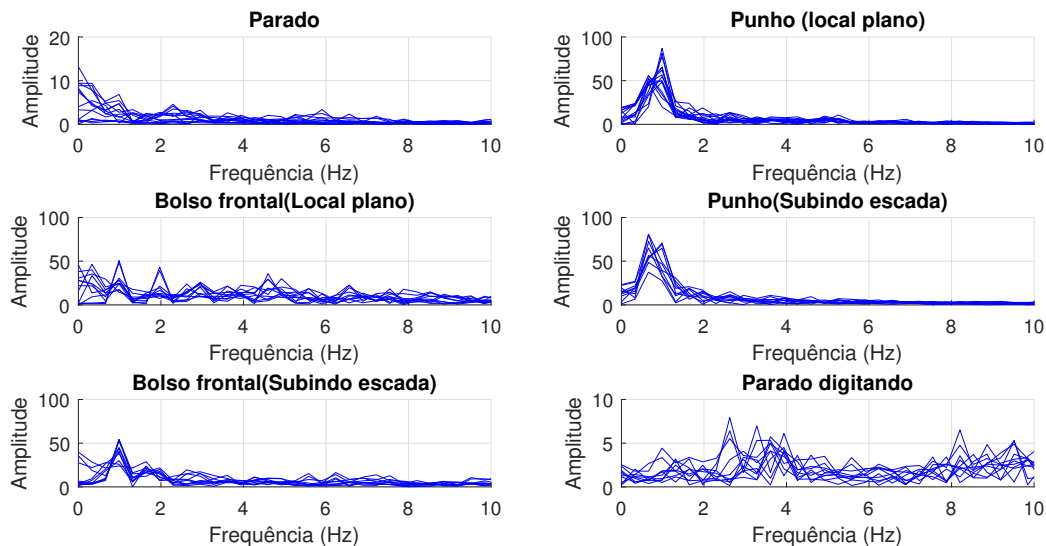 Parado
20
10
0
Amplitude
0 2 4 6 8 10
Frequência (Hz)
Punho (local plano)
100
50
0
Amplitude
0 2 4 6 8 10
Frequência (Hz)
Bolso frontal(Local plano)
100
50
0
Amplitude
0 2 4 6 8 10
Frequência (Hz)
Punho(Subindo escada)
100
50
0
Amplitude
0 2 4 6 8 10
Frequência (Hz)
Bolso frontal(Subindo escada)
100
50
0
Amplitude
0 2 4 6 8 10
Frequência (Hz)
Parado digitando
10
5
0
Amplitude
0 2 4 6 8 10
Frequência (Hz)